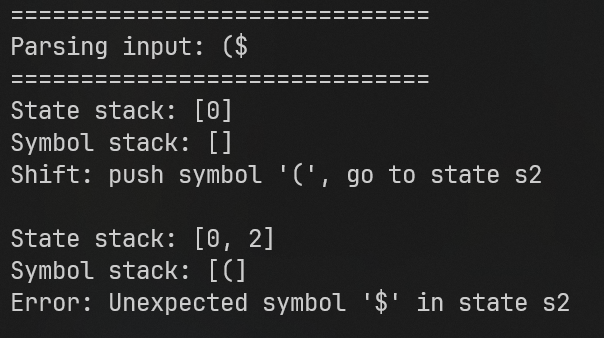 ==============================
Parsing input: ($
==============================
State stack: [0]
Symbol stack: []
Shift: push symbol '(', go to state s2

State stack: [0, 2]
Symbol stack: [(]
Error: Unexpected symbol '$' in state s2